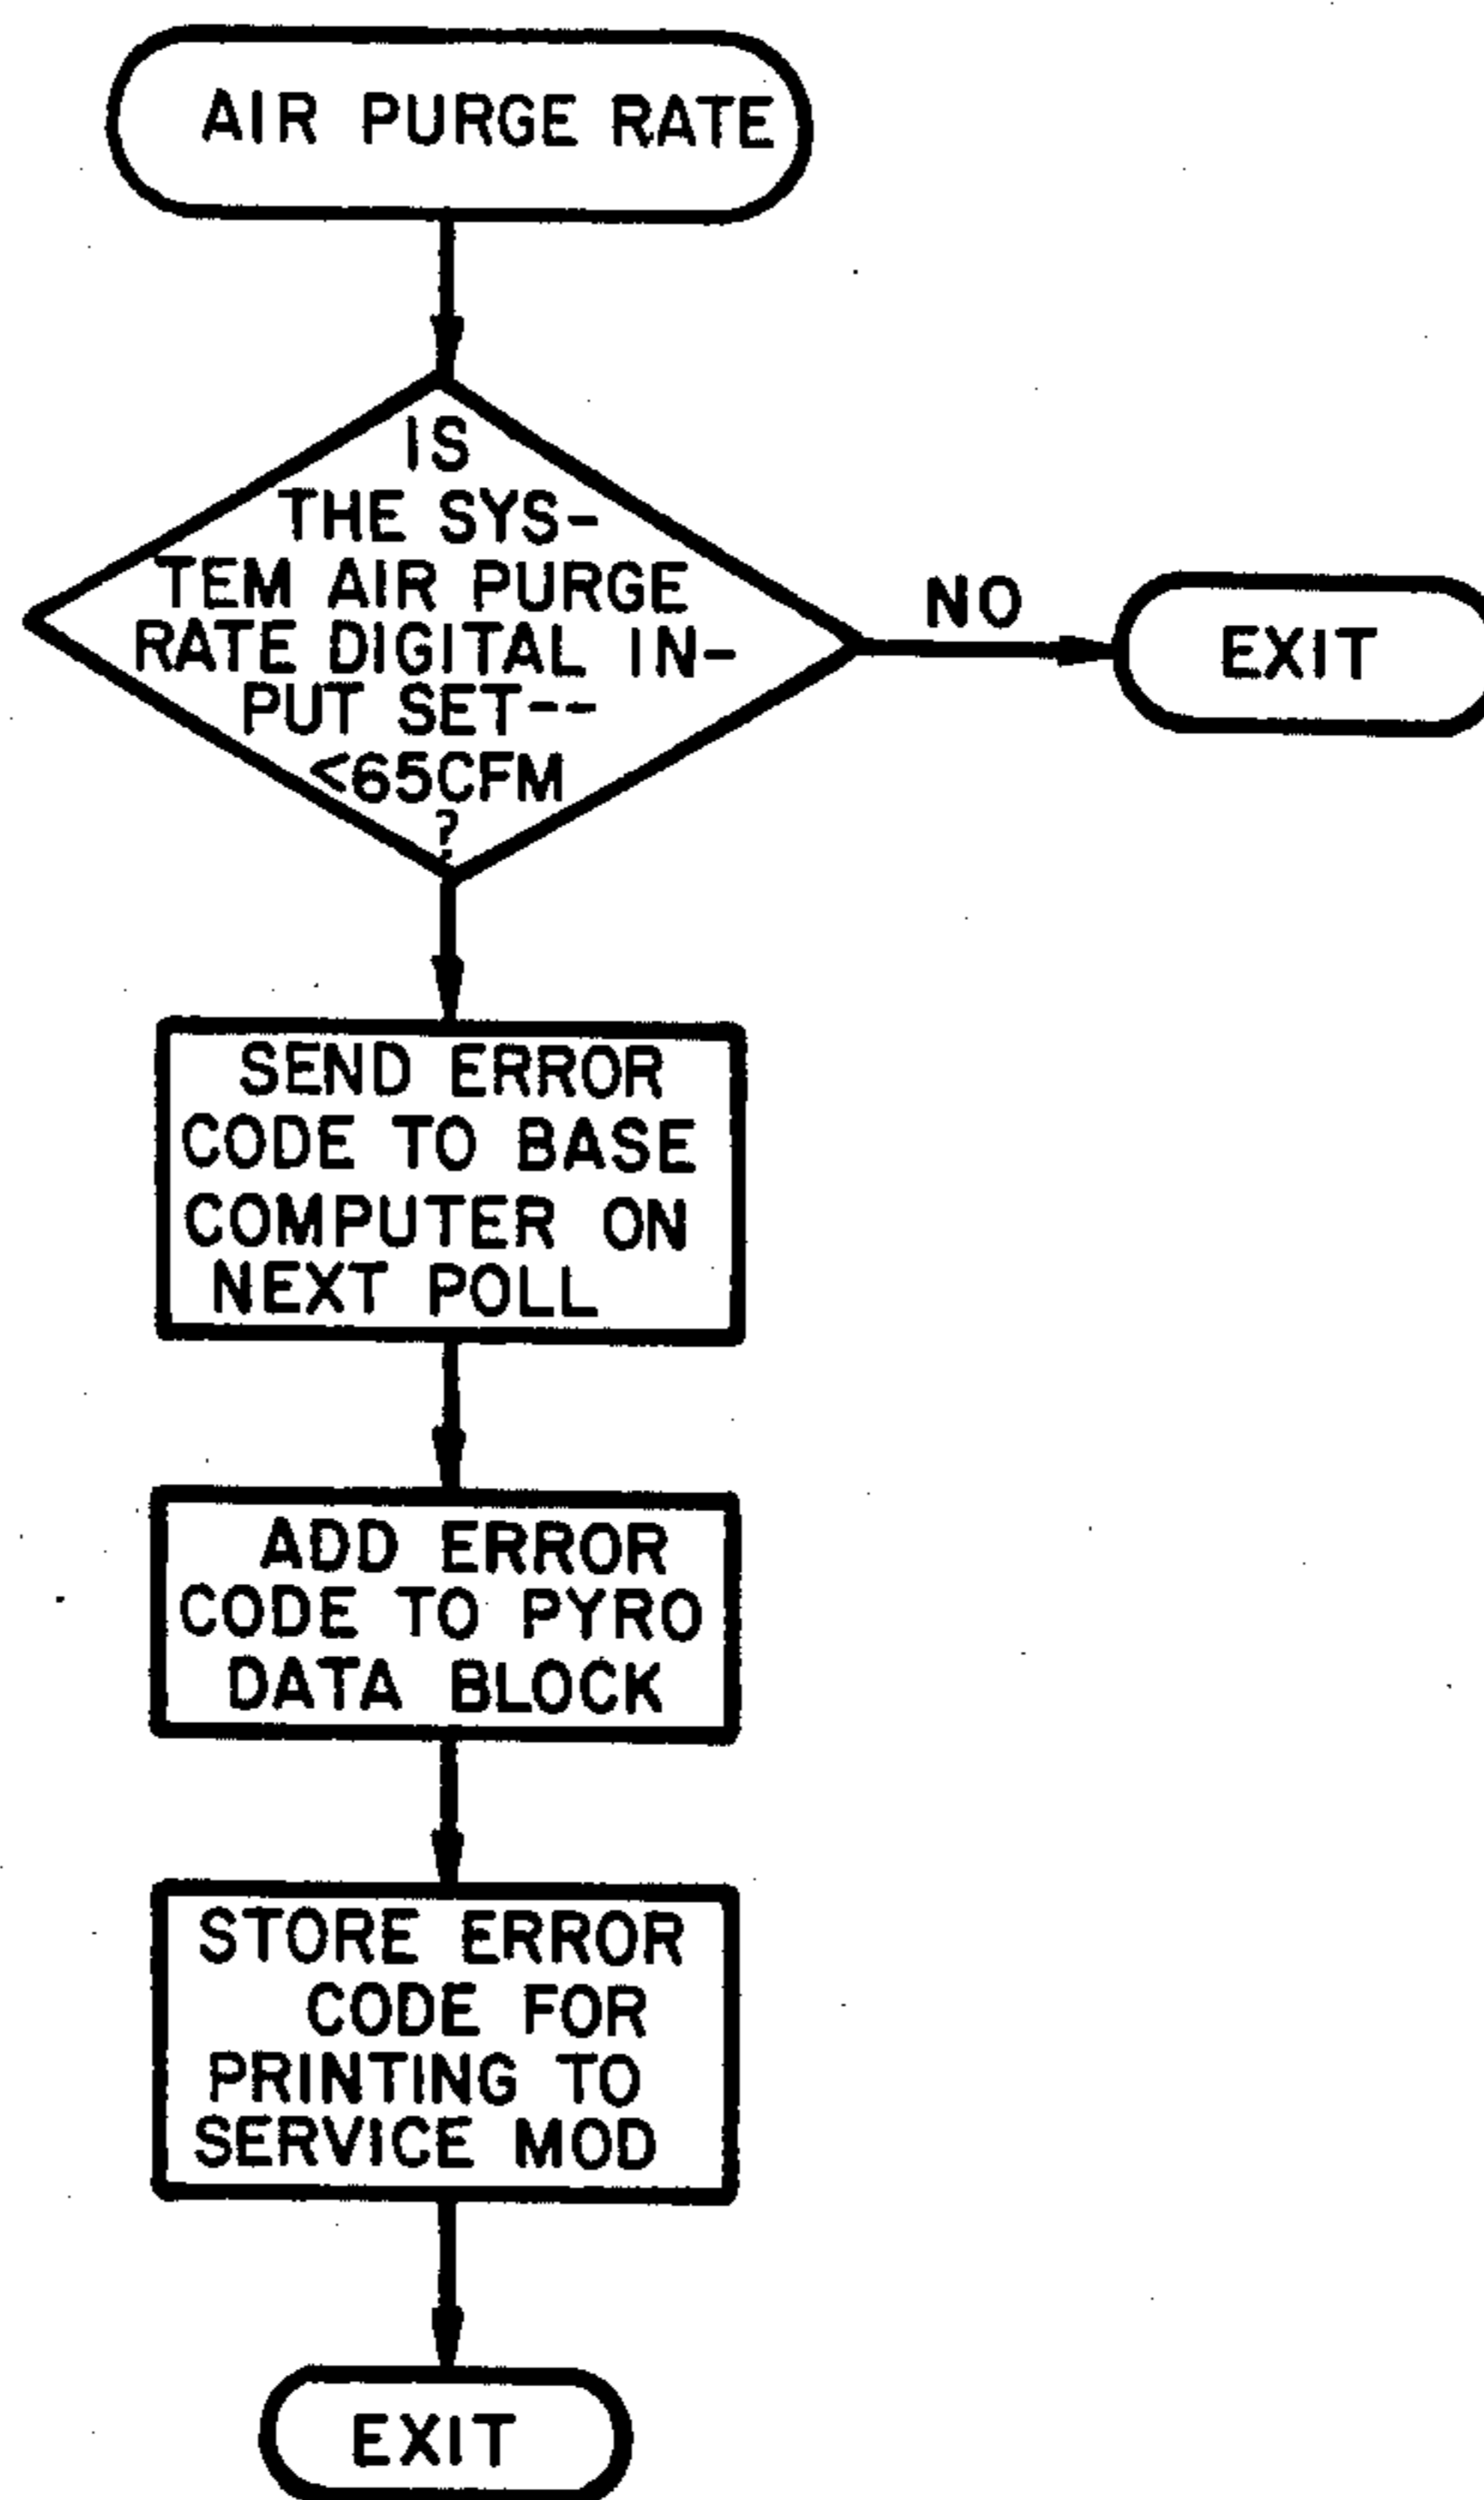 AIR PURGE RATE
IS
THE SYS-
TEM AIR PURGE
RATE DIGITAL IN-
PUT SET--
<65CFM
?
NO
EXIT
SEND ERROR
CODE TO BASE
COMPUTER ON
NEXT POLL
ADD ERROR
CODE TO PYRO
DATA BLOCK
STORE ERROR
CODE FOR
PRINTING TO
SERVICE MOD
EXIT